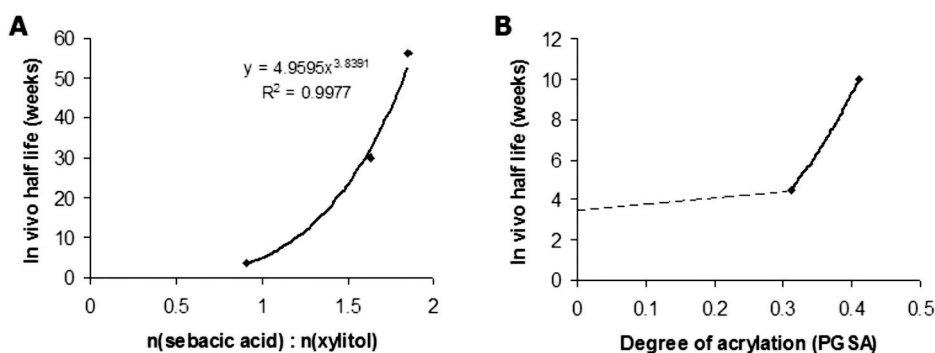 A
60
50
40
30
20
10
0
In vivo half life (weeks)
y = 4.9595x^3.8391
R² = 0.9977
0 0.5 1 1.5 2
n(sebacic acid) : n(xylitol)
B
12
10
8
6
4
2
0
In vivo half life (weeks)
0 0.1 0.2 0.3 0.4 0.5
Degree of acrylation (PGSA)